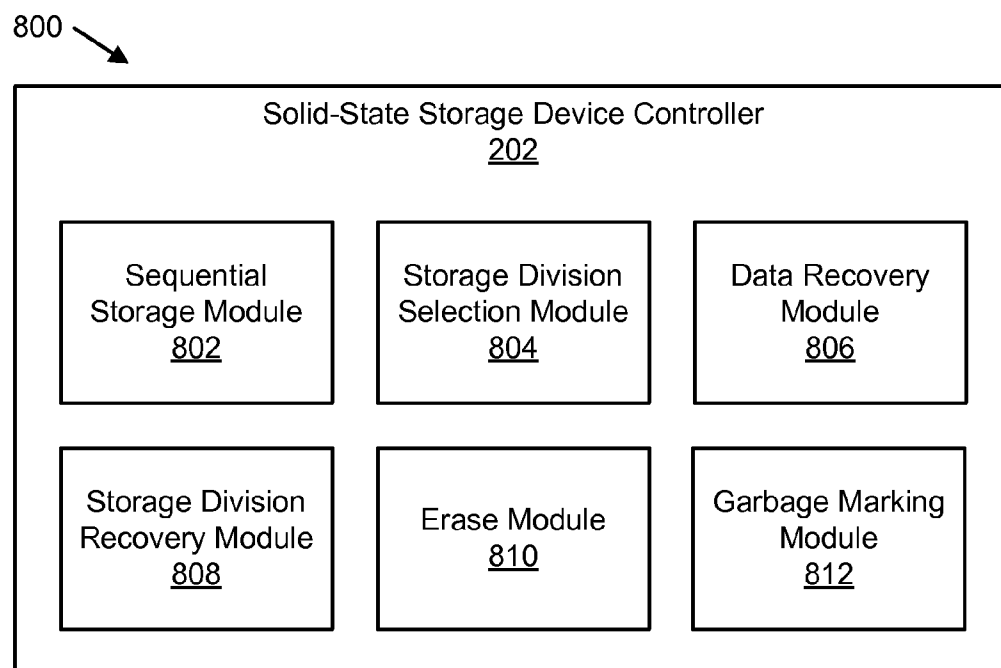 800
Solid-State Storage Device Controller
202
Sequential
Storage Module
802
Storage Division
Selection Module
804
Data Recovery
Module
806
Storage Division
Recovery Module
808
Erase Module
810
Garbage Marking
Module
812